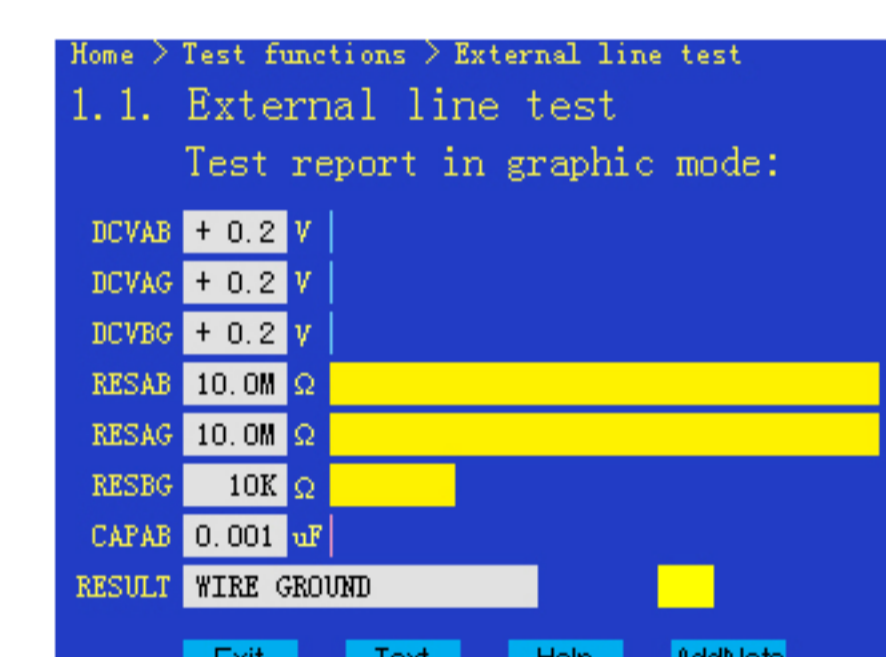 Home > Test functions > External line test
1.1. External line test
Test report in graphic mode:
DCVAB + 0.2 V
DCVAG + 0.2 V
DCVBG + 0.2 V
RESAB 10.0M Ω
RESAG 10.0M Ω
RESBG 10K Ω
CAPAB 0.001 uF
RESULT WIRE GROUND
Exit Text Help AddNote